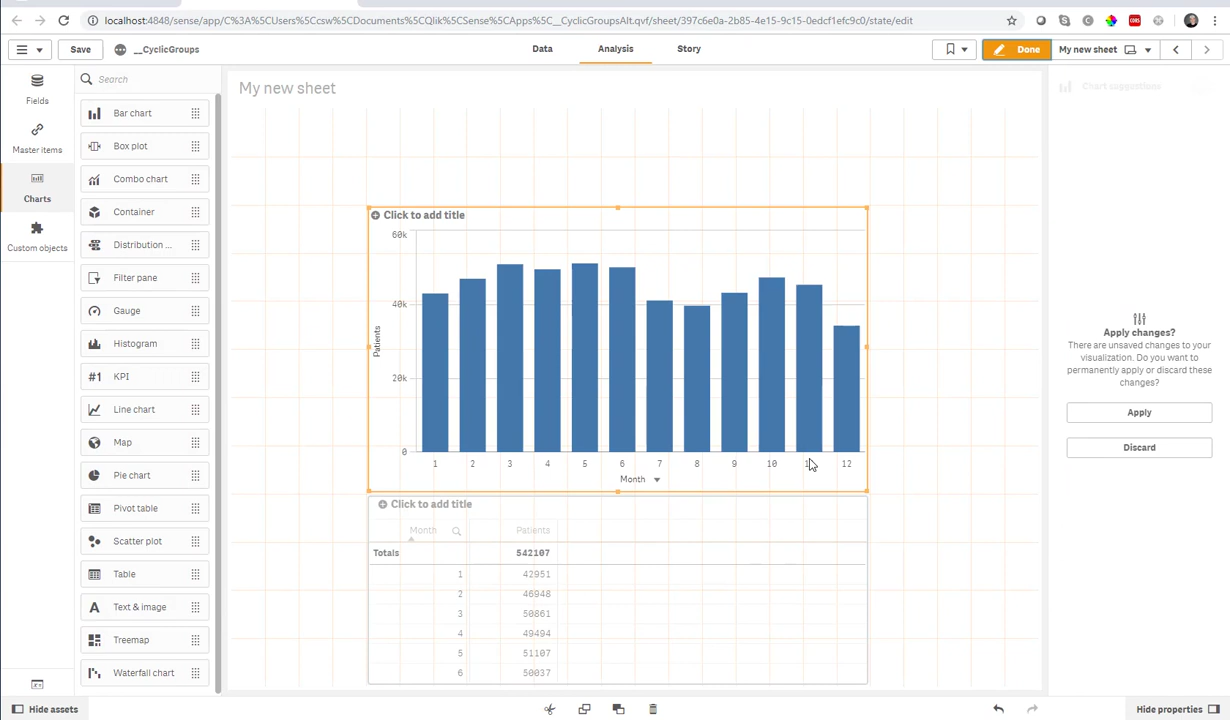 localhost:4848/sense/app/C%3A%5CUsers%5Ccsw%5CDocuments%5CQlik%5CSense%5CApps%5C__CyclicGroupsAlt.qvf/sheet/397c6e0a-2b85-4e15-9c15-0edcf1efc9c0/state/edit
Save
__CyclicGroups
Data
Analysis
Story
Done
My new sheet
Fields
Master items
Charts
Custom objects
Search
Bar chart
Box plot
Combo chart
Container
Distribution ...
Filter pane
Gauge
Histogram
#1 KPI
Line chart
Map
Pie chart
Pivot table
Scatter plot
Table
A Text & image
Treemap
Waterfall chart
My new sheet
Click to add title
60k
40k
20k
0
Patients
1 2 3 4 5 6 7 8 9 10 12
Month
Click to add title
Month Patients
Totals 542107
1 42951
2 46948
3 50861
4 49494
5 51107
6 50037
Chart suggestions
Apply changes?
There are unsaved changes to your
visualization. Do you want to
permanently apply or discard these
changes?
Apply
Discard
Hide assets
Hide properties